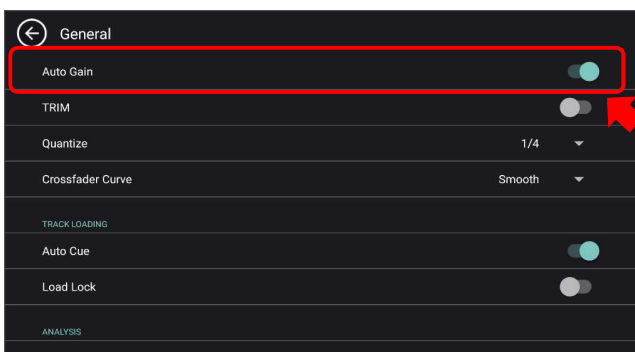 General
Auto Gain
TRIM
Quantize 1/4
Crossfader Curve Smooth
TRACK LOADING
Auto Cue
Load Lock
ANALYSIS